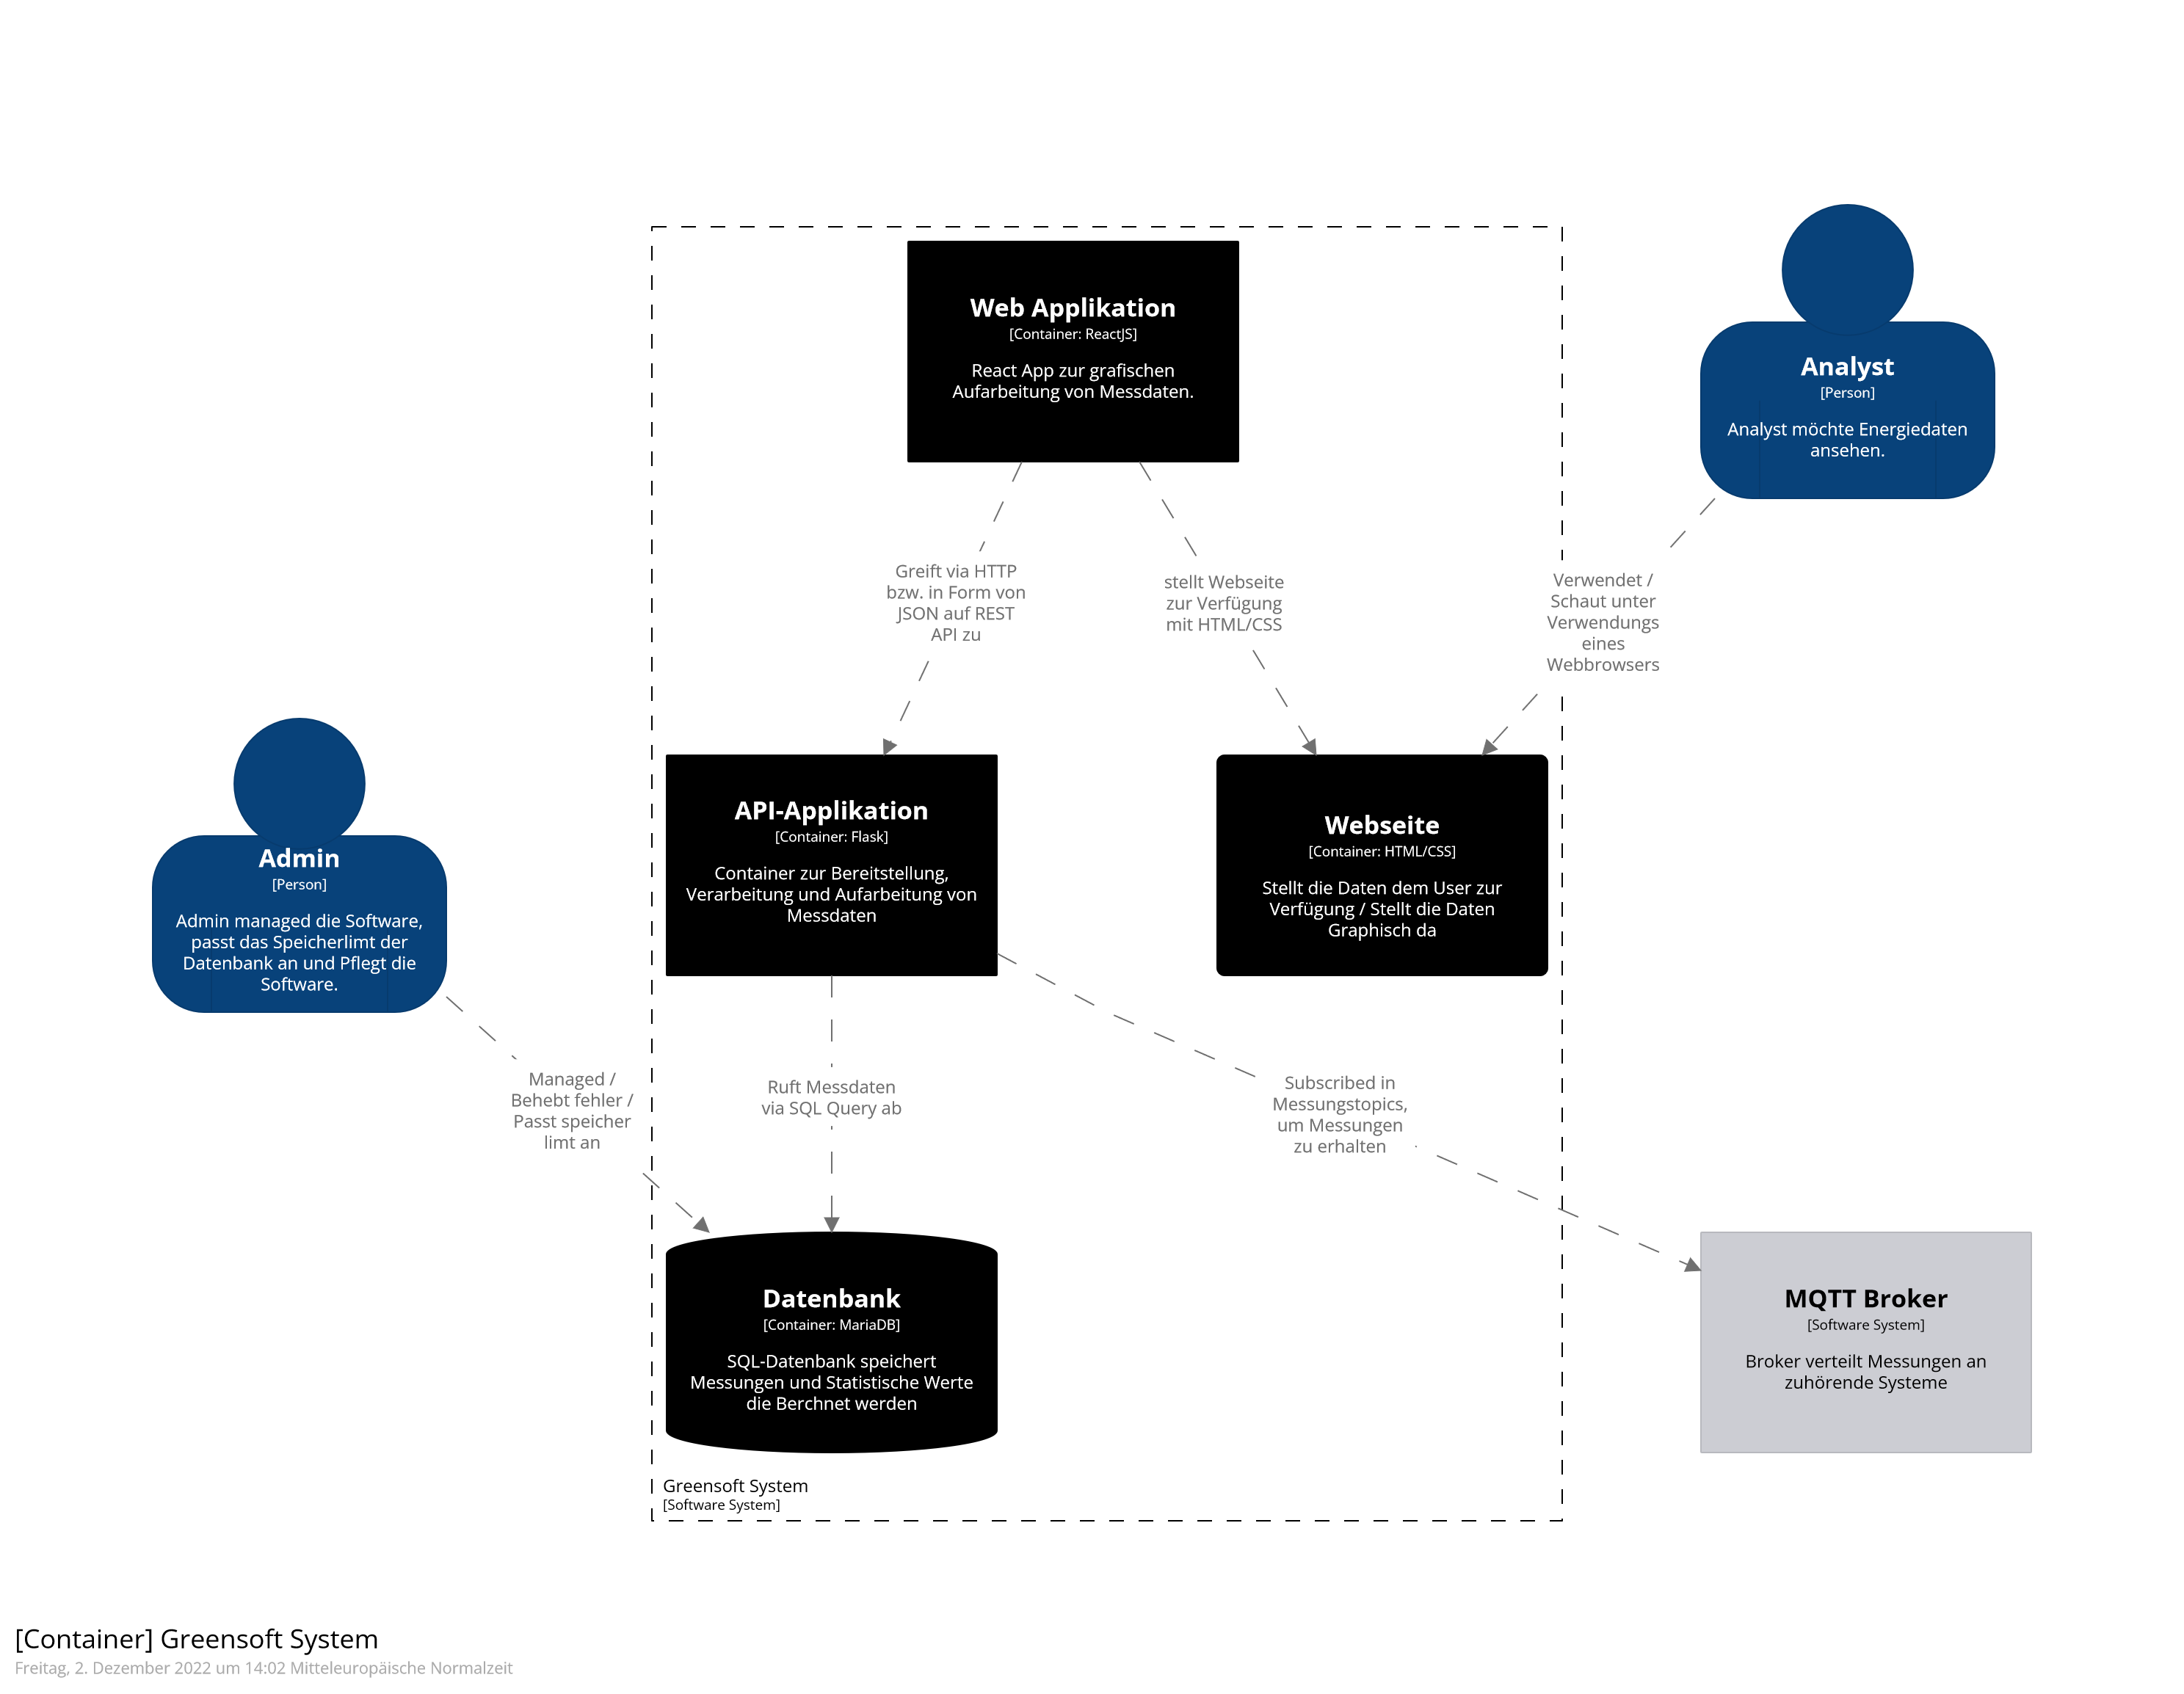 Web Applikation
[Container: ReactJS]
React App zur grafischen
Aufarbeitung von Messdaten.
Analyst
[Person]
Analyst möchte Energiedaten
ansehen.
Greift via HTTP
bzw. in Form von
JSON auf REST
API zu
stellt Webseite
zur Verfügung
mit HTML/CSS
Verwendet /
Schaut unter
Verwendungs
eines
Webbrowsers
Admin
[Person]
Admin managed die Software,
passt das Speicherlimt der
Datenbank an und Pflegt die
Software.
API-Applikation
[Container: Flask]
Container zur Bereitstellung,
Verarbeitung und Aufarbeitung von
Messdaten
Webseite
[Container: HTML/CSS]
Stellt die Daten dem User zur
Verfügung / Stellt die Daten
Graphisch da
Managed /
Behebt fehler /
Passt speicher
limt an
Ruft Messdaten
via SQL Query ab
Subscribed in
Messungstopics,
um Messungen
zu erhalten
Datenbank
[Container: MariaDB]
SQL-Datenbank speichert
Messungen und Statistische Werte
die Berchnet werden
MQTT Broker
[Software System]
Broker verteilt Messungen an
zuhörende Systeme
Greensoft System
[Software System]
[Container] Greensoft System
Freitag, 2. Dezember 2022 um 14:02 Mitteleuropäische Normalzeit